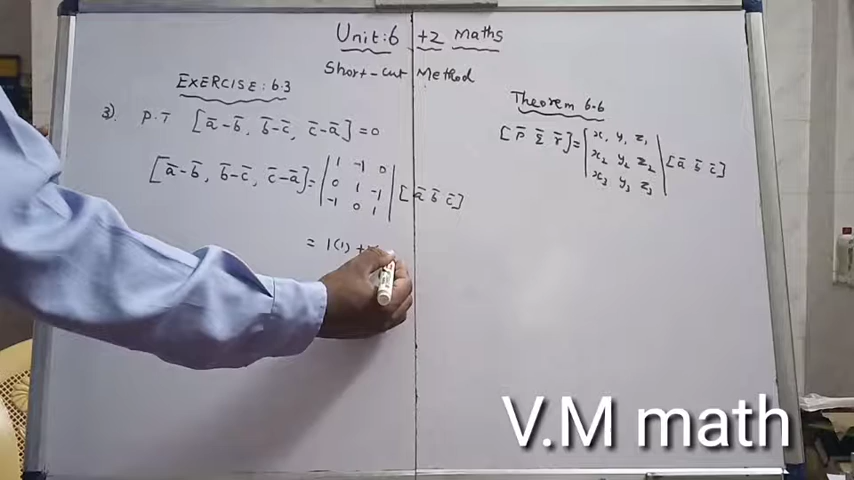 Unit:6 +2 Maths
Short-cut Method
EXERCISE:6.3
3). P.T [a̅-b̅, b̅-c̅, c̅-a̅]=0
[a̅-b̅, b̅-c̅, c̅-a̅]= | 1 -1 0 | [a̅ b̅ c̅]
| 0 1 -1 |
| -1 0 1 |
= 1(1) +
Theorem 6.6
[p̅ q̅ r̅]= | x₁ y₁ z₁ | [a̅ b̅ c̅]
| x₂ y₂ z₂ |
| x₃ y₃ z₃ |
V.M math